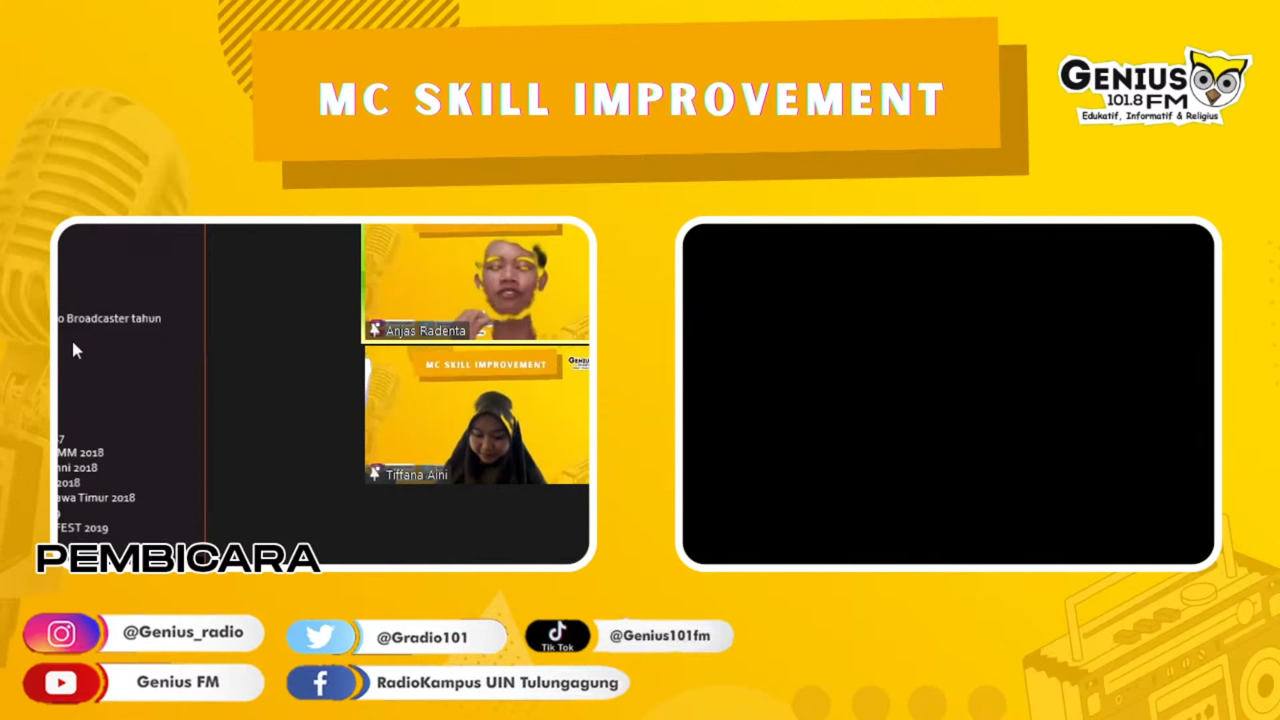 MC SKILL IMPROVEMENT
GENIUS
101.8 FM
Edukatif, Informatif & Religius
o Broadcaster tahun
MM 2018
nni 2018
2018
awa Timur 2018
FEST 2019
Anjas Radenta
MC SKILL IMPROVEMENT
Tiffana Aini
PEMBICARA
@Genius_radio
@Gradio101
Tik Tok
@Genius101fm
Genius FM
RadioKampus UIN Tulungagung